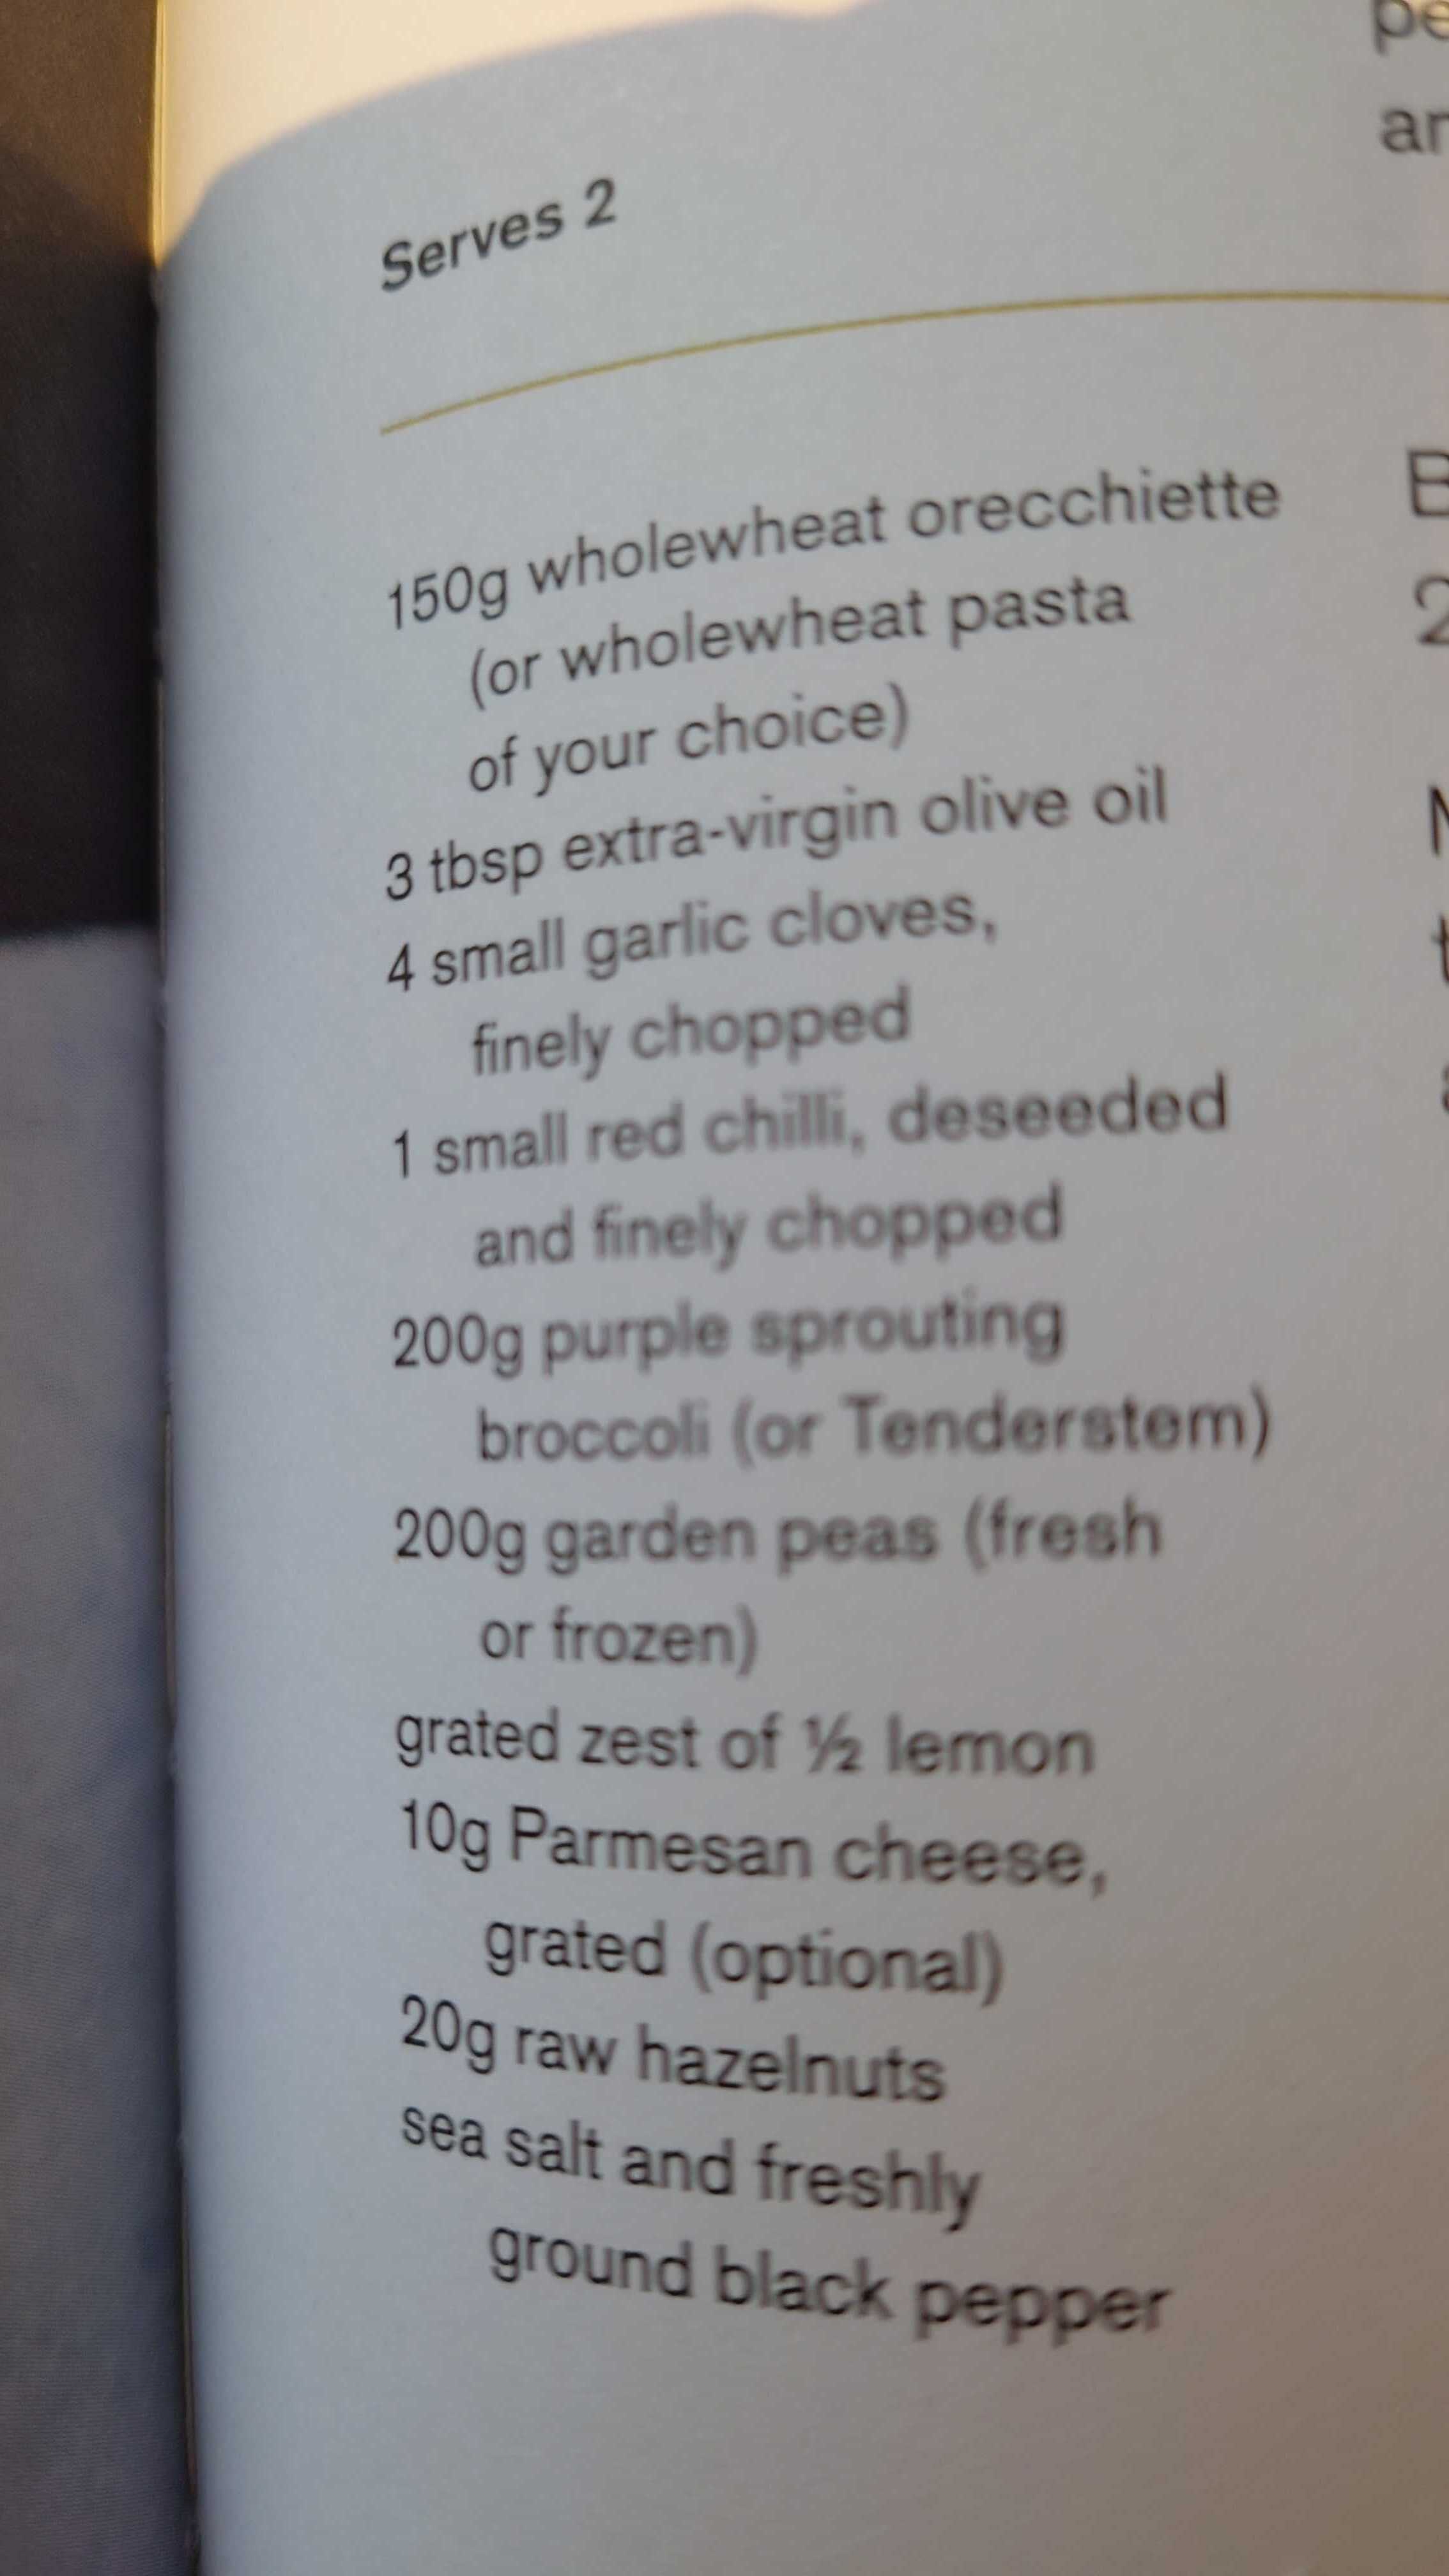 Serves 2
150g wholewheat orecchiette
(or wholewheat pasta
of your choice)
3 tbsp extra-virgin olive oil
4 small garlic cloves,
finely chopped
1 small red chilli, deseeded
and finely chopped
200g purple sprouting
broccoli (or Tenderstem)
200g garden peas (fresh
or frozen)
grated zest of ½ lemon
10g Parmesan cheese,
grated (optional)
20g raw hazelnuts
sea salt and freshly
ground black pepper